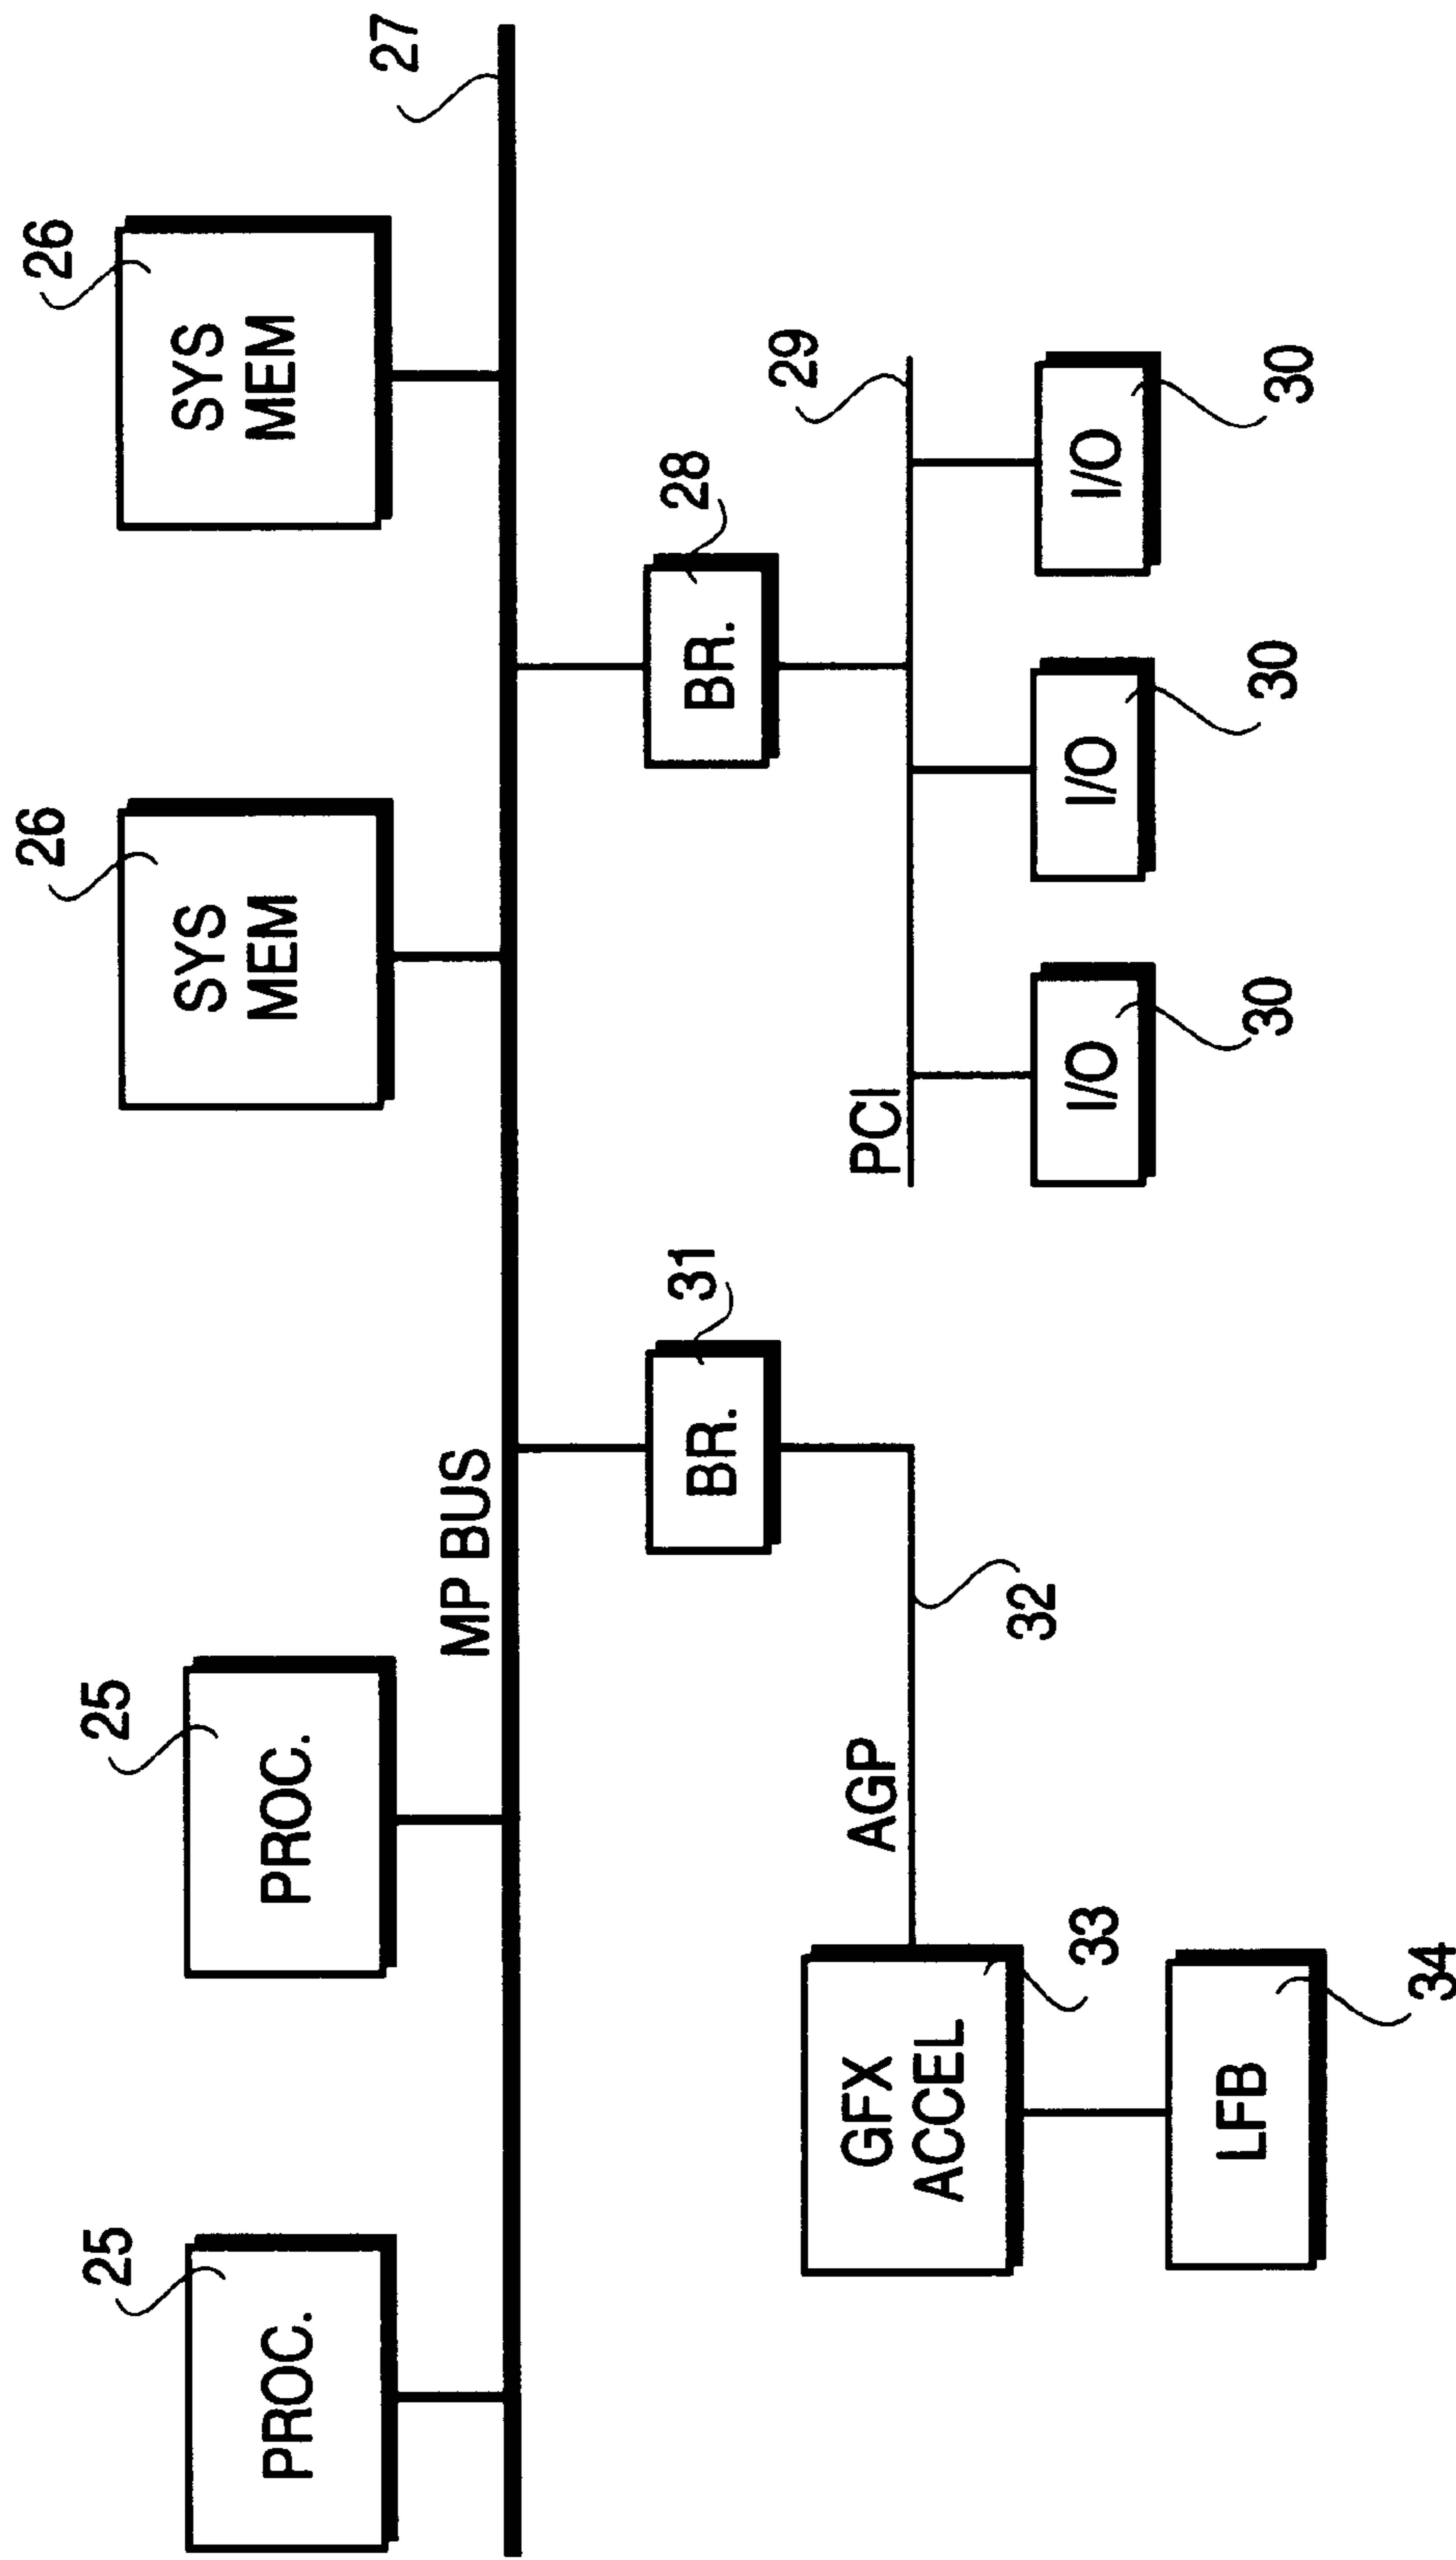 25
25
26
26
PROC.
PROC.
SYS
MEM
SYS
MEM
27
MP BUS
31
28
BR.
BR.
29
AGP
PCI
32
GFX
ACCEL
33
I/O
I/O
I/O
30
30
30
LFB
34